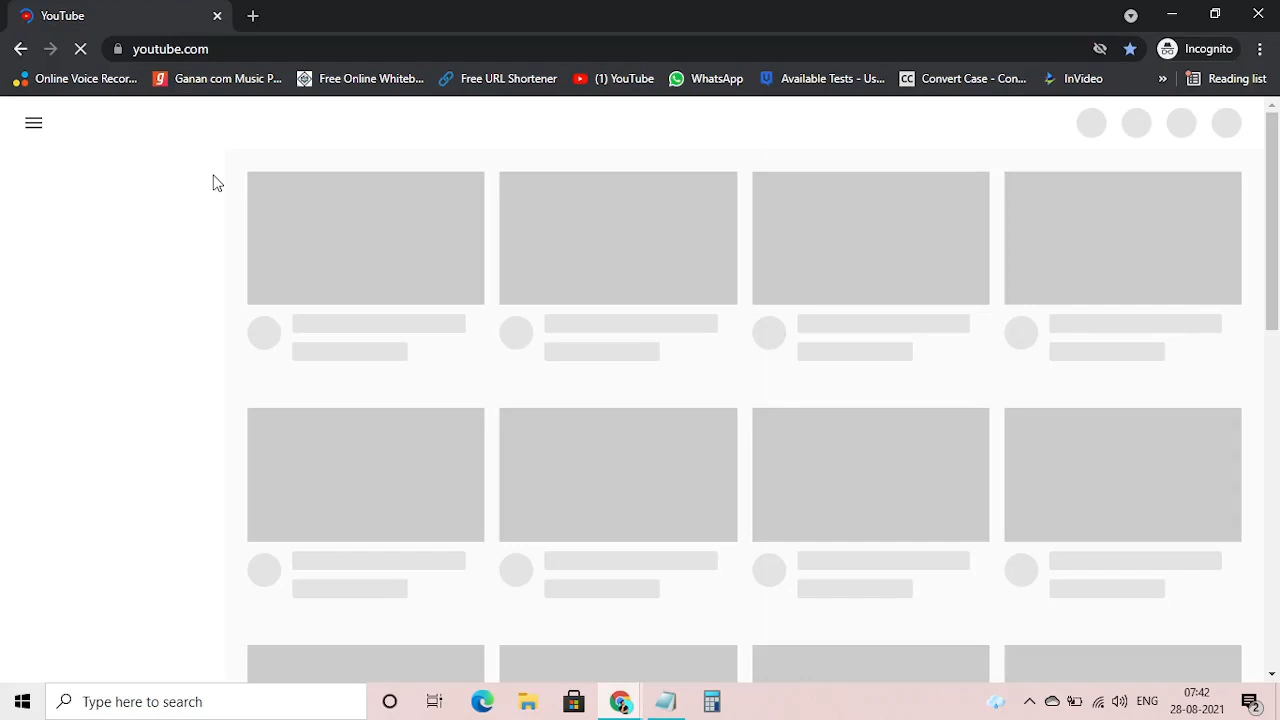 YouTube
youtube.com
Incognito
Online Voice Recor...
Ganan com Music P...
Free Online Whiteb...
Free URL Shortener
(1) YouTube
WhatsApp
Available Tests - Us...
CC
Convert Case - Con...
InVideo
»
Reading list
Type here to search
ENG
07:42
28-08-2021
2